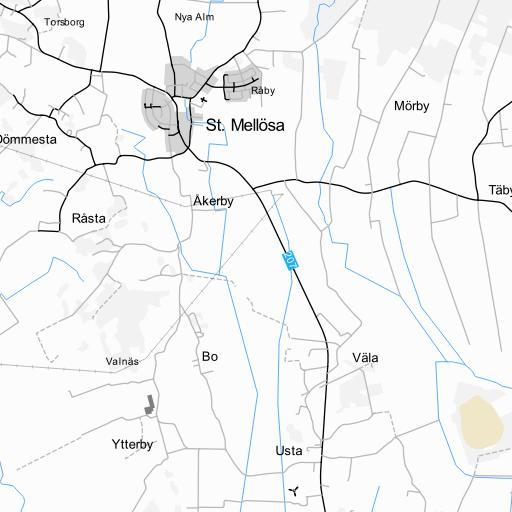 Nya Alm
Torsborg
Råby
Mörby
St. Mellösa
Dömmesta
Täby
Åkerby
Råsta
207
Bo
Väla
Valnäs
Ytterby
Usta